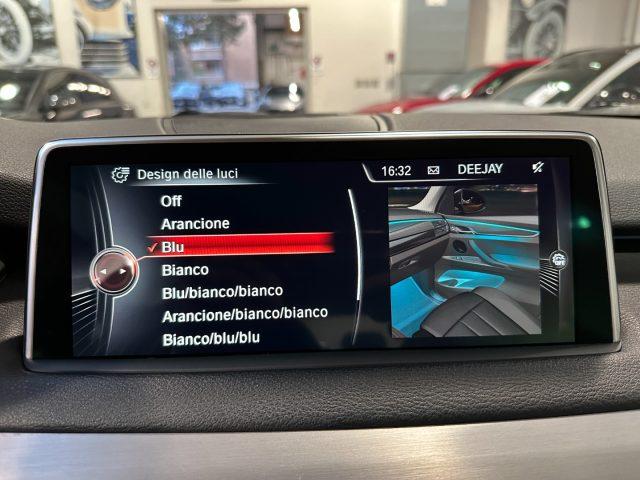 Design delle luci
16:32 DEEJAY
Off
Arancione
Blu
Bianco
Blu/bianco/bianco
Arancione/bianco/bianco
Bianco/blu/blu